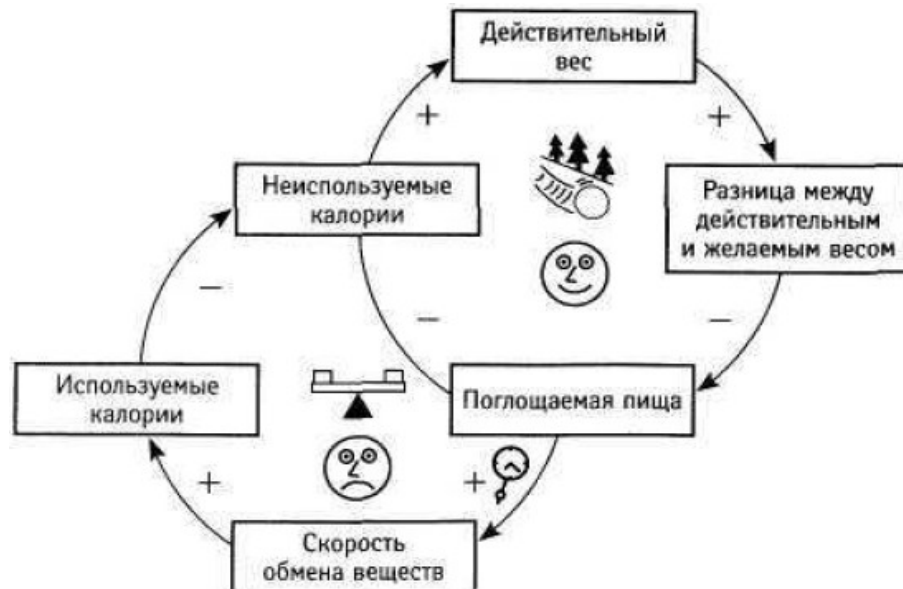 Действительный
вес
+
+
Неиспользуемые
калории
Разница между
действительным
и желаемым весом
−
−
−
Используемые
калории
Поглощаемая пища
+
+
Скорость
обмена веществ